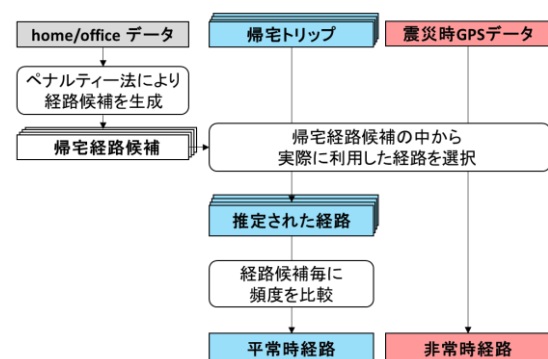 home/office データ
帰宅トリップ
震災時GPSデータ
ペナルティー法により
経路候補を生成
帰宅経路候補
帰宅経路候補の中から
実際に利用した経路を選択
推定された経路
経路候補毎に
頻度を比較
平常時経路
非常時経路